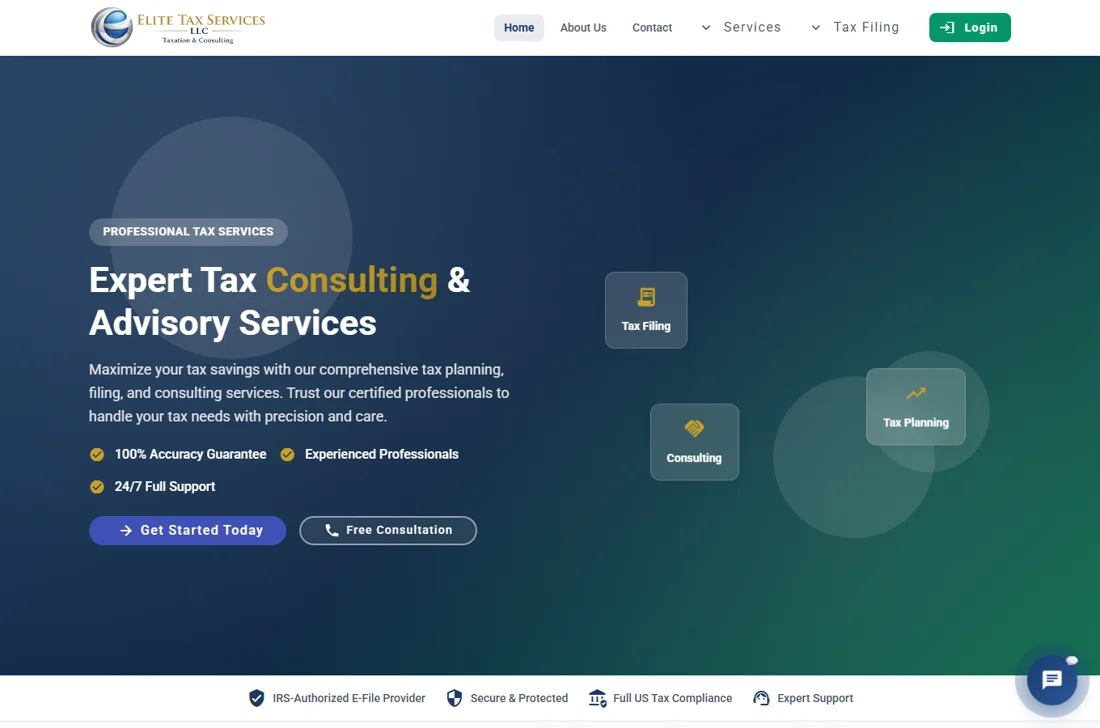 ELITE TAX SERVICES
LLC
Taxation & Consulting
Home
About Us
Contact
Services
Tax Filing
Login
PROFESSIONAL TAX SERVICES
Expert Tax Consulting &
Advisory Services
Maximize your tax savings with our comprehensive tax planning,
filing, and consulting services. Trust our certified professionals to
handle your tax needs with precision and care.
100% Accuracy Guarantee
Experienced Professionals
24/7 Full Support
Get Started Today
Free Consultation
Tax Filing
Consulting
Tax Planning
IRS-Authorized E-File Provider
Secure & Protected
Full US Tax Compliance
Expert Support